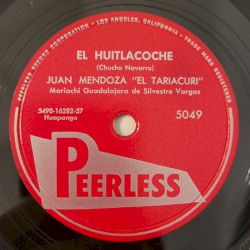 PEERLESS RECORD CORPORATION - LOS ANGELES, CALIFORNIA - TRADE MARK REGISTERED
EL HUITLACOCHE
(Chucho Navarro)
JUAN MENDOZA "EL TARIACURI"
Mariachi Guadalajara de Silvestre Vargas
5490-16282-57
Huapango
5049
PEERLESS